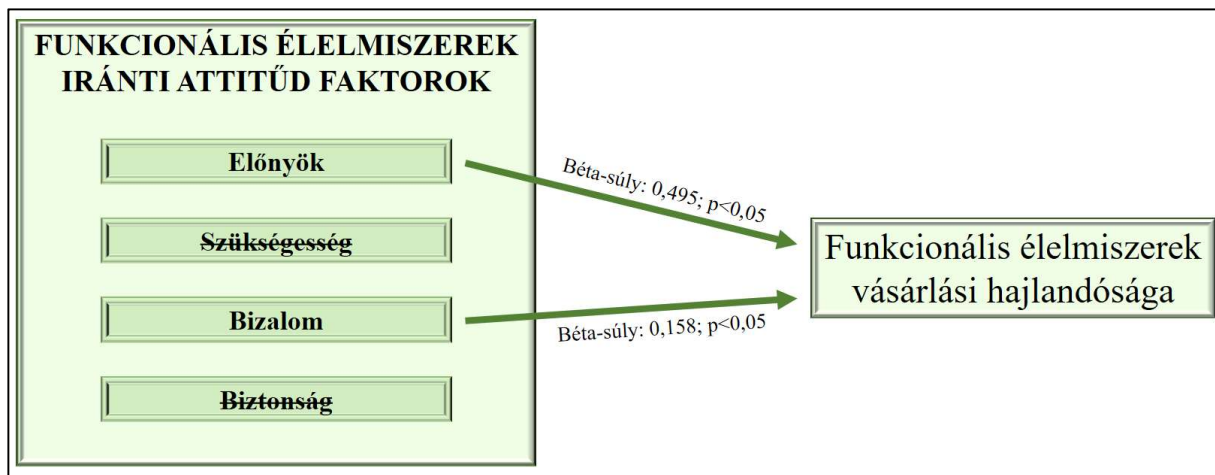 FUNKCIONÁLIS ÉLELMISZEREK
IRÁNTI ATTITŰD FAKTOROK
Előnyök
Szükségesség
Bizalom
Biztonság
Béta-súly: 0,495; p<0,05
Béta-súly: 0,158; p<0,05
Funkcionális élelmiszerek
vásárlási hajlandósága